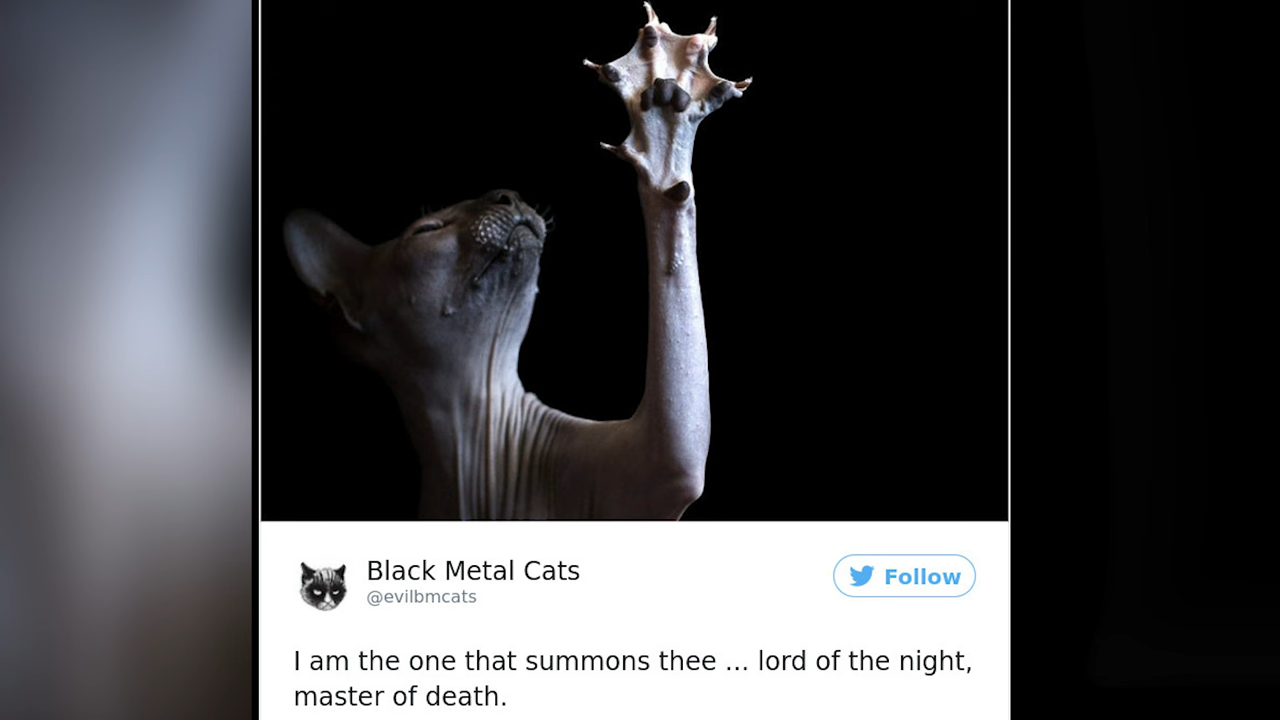 Black Metal Cats
Follow
@evilbmcats
I am the one that summons thee ... lord of the night,
master of death.